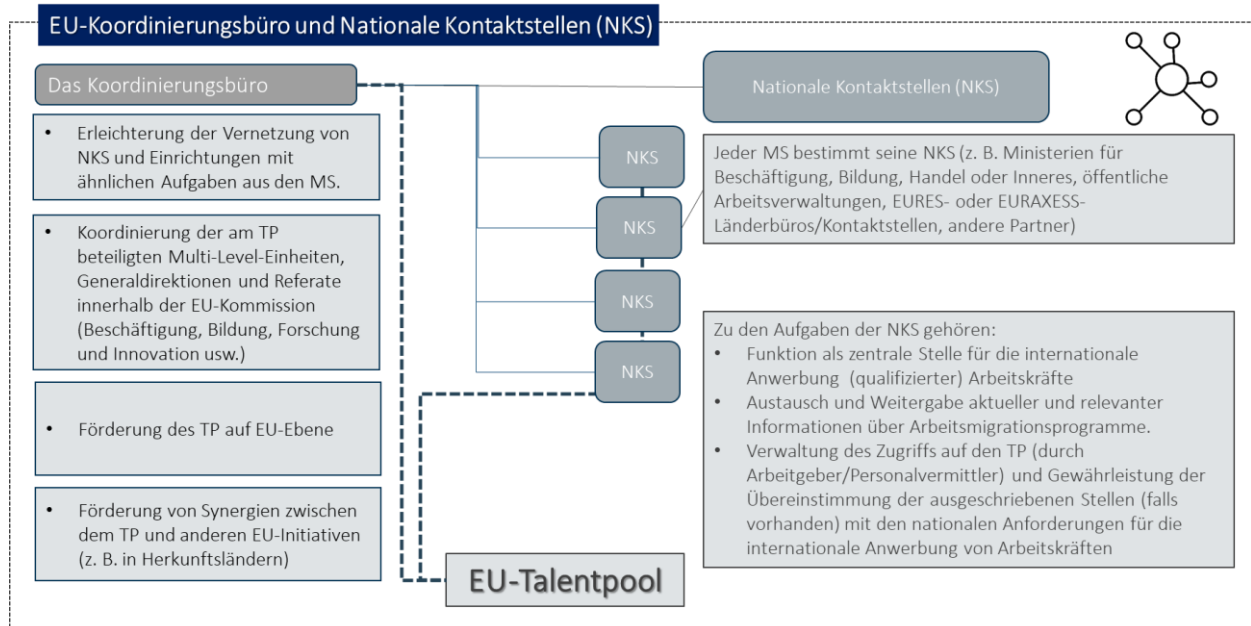 EU-Koordinierungsbüro und Nationale Kontaktstellen (NKS)
Das Koordinierungsbüro
• Erleichterung der Vernetzung von
NKS und Einrichtungen mit
ähnlichen Aufgaben aus den MS.
• Koordinierung der am TP
beteiligten Multi-Level-Einheiten,
Generaldirektionen und Referate
innerhalb der EU-Kommission
(Beschäftigung, Bildung, Forschung
und Innovation usw.)
• Förderung des TP auf EU-Ebene
• Förderung von Synergien zwischen
dem TP und anderen EU-Initiativen
(z. B. in Herkunftsländern)
NKS
NKS
NKS
NKS
EU-Talentpool
Nationale Kontaktstellen (NKS)
Jeder MS bestimmt seine NKS (z. B. Ministerien für
Beschäftigung, Bildung, Handel oder Inneres, öffentliche
Arbeitsverwaltungen, EURES- oder EURAXESS-
Länderbüros/Kontaktstellen, andere Partner)
Zu den Aufgaben der NKS gehören:
• Funktion als zentrale Stelle für die internationale
Anwerbung (qualifizierter) Arbeitskräfte
• Austausch und Weitergabe aktueller und relevanter
Informationen über Arbeitsmigrationsprogramme.
• Verwaltung des Zugriffs auf den TP (durch
Arbeitgeber/Personalvermittler) und Gewährleistung der
Übereinstimmung der ausgeschriebenen Stellen (falls
vorhanden) mit den nationalen Anforderungen für die
internationale Anwerbung von Arbeitskräften